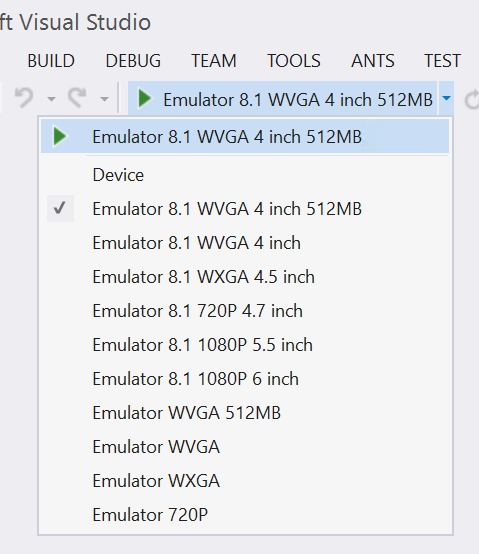 ft Visual Studio
BUILD DEBUG TEAM TOOLS ANTS TEST
Emulator 8.1 WVGA 4 inch 512MB
Emulator 8.1 WVGA 4 inch 512MB
Device
Emulator 8.1 WVGA 4 inch 512MB
Emulator 8.1 WVGA 4 inch
Emulator 8.1 WXGA 4.5 inch
Emulator 8.1 720P 4.7 inch
Emulator 8.1 1080P 5.5 inch
Emulator 8.1 1080P 6 inch
Emulator WVGA 512MB
Emulator WVGA
Emulator WXGA
Emulator 720P